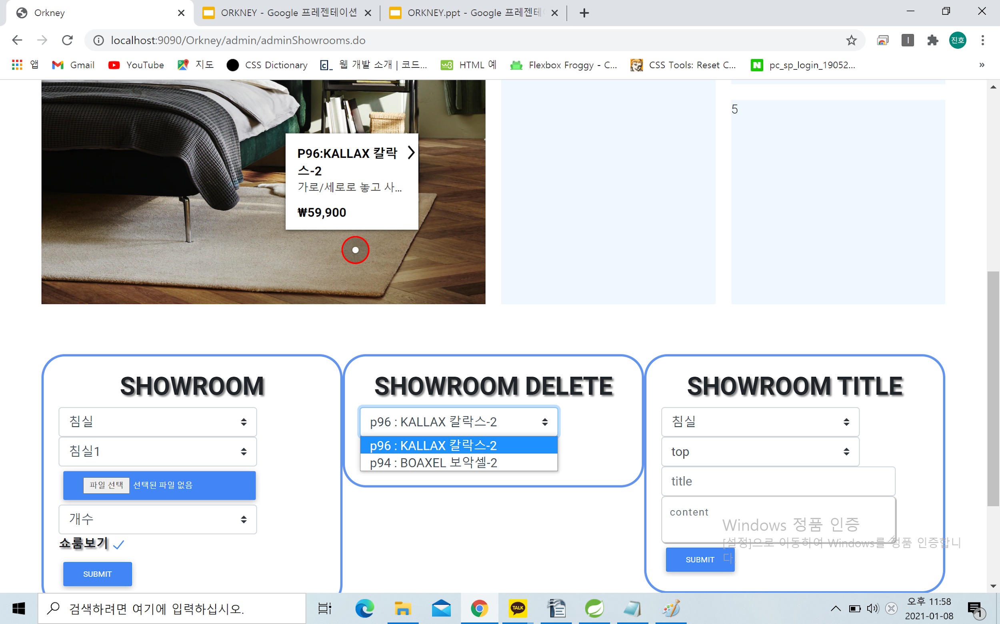 Orkney
ORKNEY - Google 프레젠테이션
ORKNEY.ppt - Google 프레젠테
localhost:9090/Orkney/admin/adminShowrooms.do
진호
앱
Gmail
YouTube
지도
CSS Dictionary
웹 개발 소개 | 코드...
HTML 예
Flexbox Froggy - C...
CSS Tools: Reset C...
pc_sp_login_19052...
»
5
P96:KALLAX 칼락
스-2
가로/세로로 놓고 사...
₩59,900
SHOWROOM
침실
침실1
파일 선택 선택된 파일 없음
개수
쇼룸보기
SUBMIT
SHOWROOM DELETE
p96 : KALLAX 칼락스-2
p96 : KALLAX 칼락스-2
p94 : BOAXEL 보악셀-2
SHOWROOM TITLE
침실
top
title
content
SUBMIT
Windows 정품 인증
[설정]으로 이동하여 Windows를 정품 인증합니
다.
검색하려면 여기에 입력하십시오.
TALK
오후 11:58
2021-01-08
1